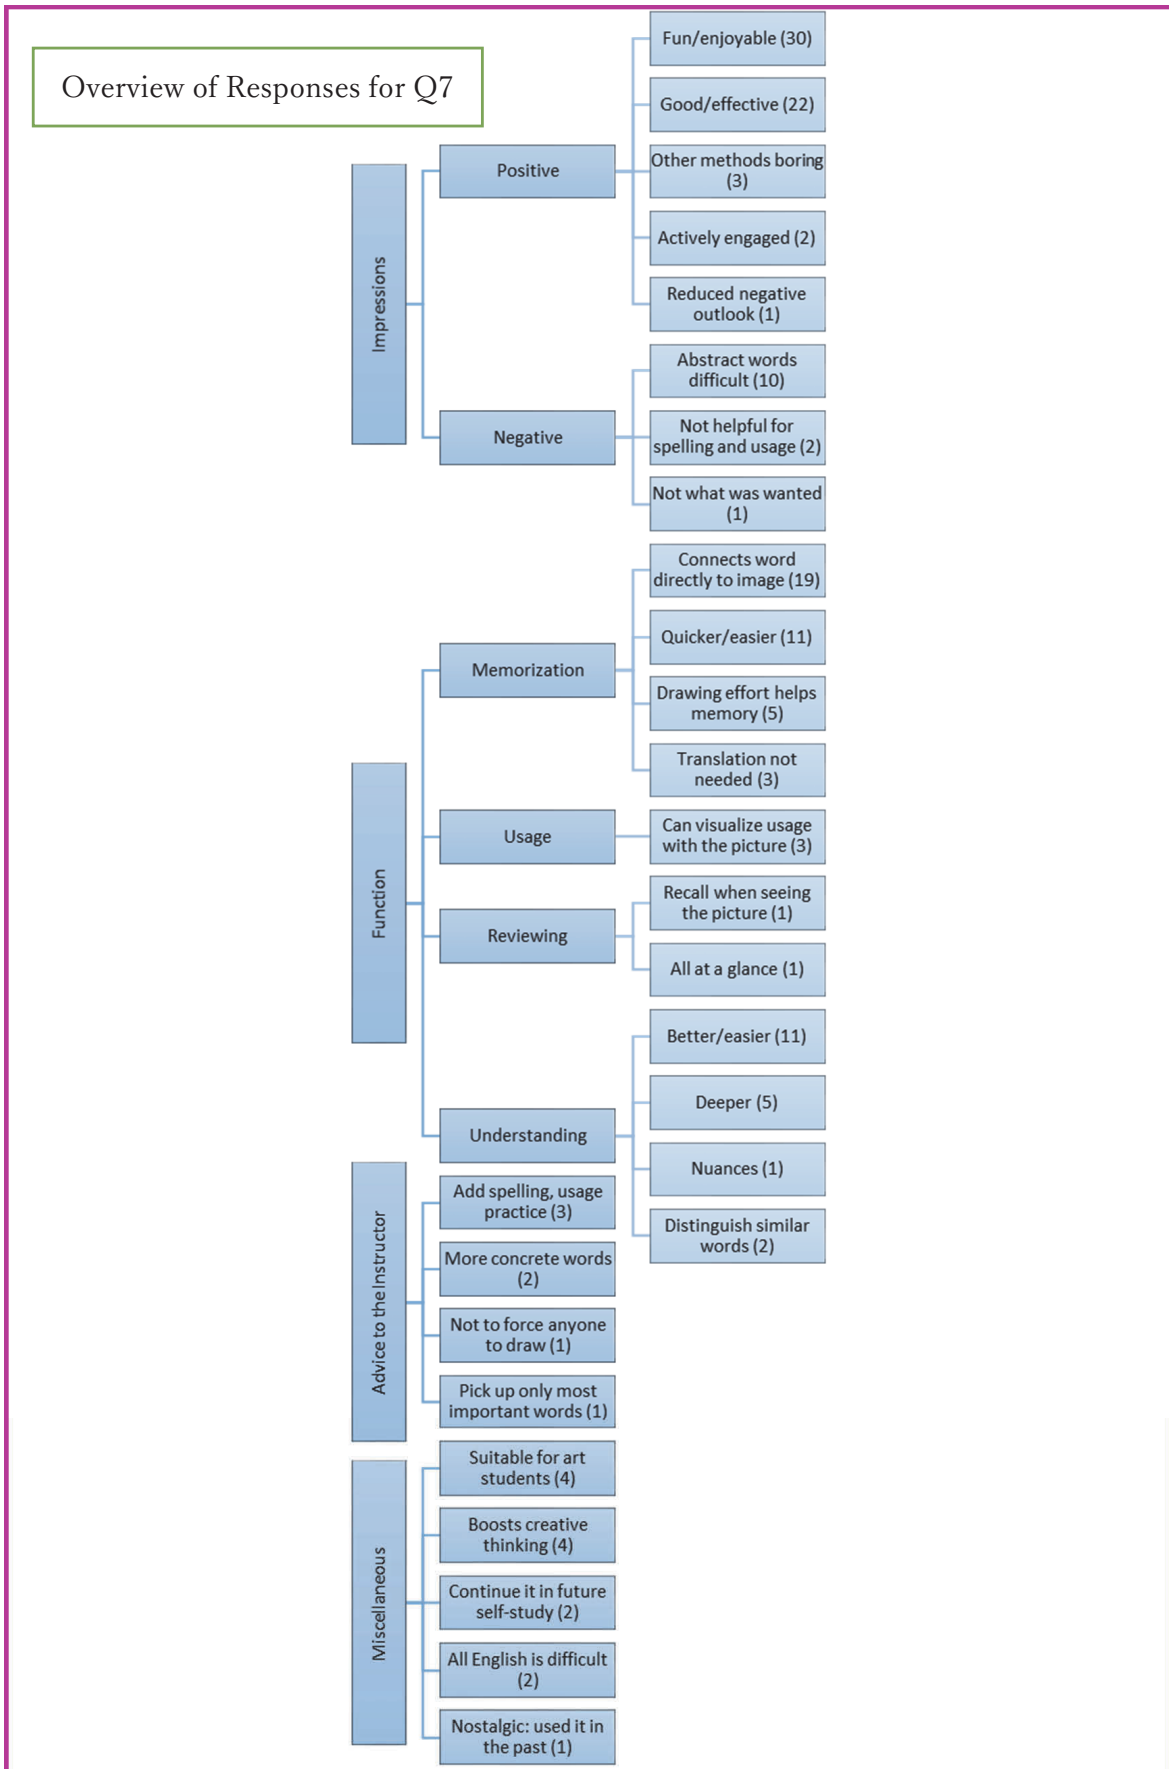 Overview of Responses for Q7
Impressions
Positive
Fun/enjoyable (30)
Good/effective (22)
Other methods boring
(3)
Actively engaged (2)
Reduced negative
outlook (1)
Negative
Abstract words
difficult (10)
Not helpful for
spelling and usage (2)
Not what was wanted
(1)
Function
Memorization
Connects word
directly to image (19)
Quicker/easier (11)
Drawing effort helps
memory (5)
Translation not
needed (3)
Usage
Can visualize usage
with the picture (3)
Reviewing
Recall when seeing
the picture (1)
All at a glance (1)
Understanding
Better/easier (11)
Deeper (5)
Nuances (1)
Distinguish similar
words (2)
Advice to the Instructor
Add spelling, usage
practice (3)
More concrete words
(2)
Not to force anyone
to draw (1)
Pick up only most
important words (1)
Miscellaneous
Suitable for art
students (4)
Boosts creative
thinking (4)
Continue it in future
self-study (2)
All English is difficult
(2)
Nostalgic: used it in
the past (1)